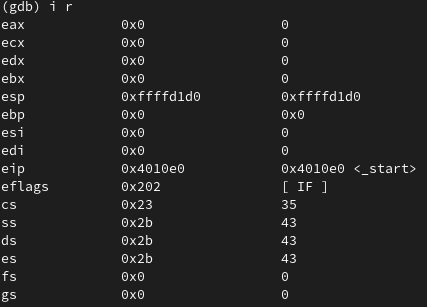 (gdb) i r
eax 0x0 0
ecx 0x0 0
edx 0x0 0
ebx 0x0 0
esp 0xffffd1d0 0xffffd1d0
ebp 0x0 0x0
esi 0x0 0
edi 0x0 0
eip 0x4010e0 0x4010e0 <_start>
eflags 0x202 [ IF ]
cs 0x23 35
ss 0x2b 43
ds 0x2b 43
es 0x2b 43
fs 0x0 0
gs 0x0 0